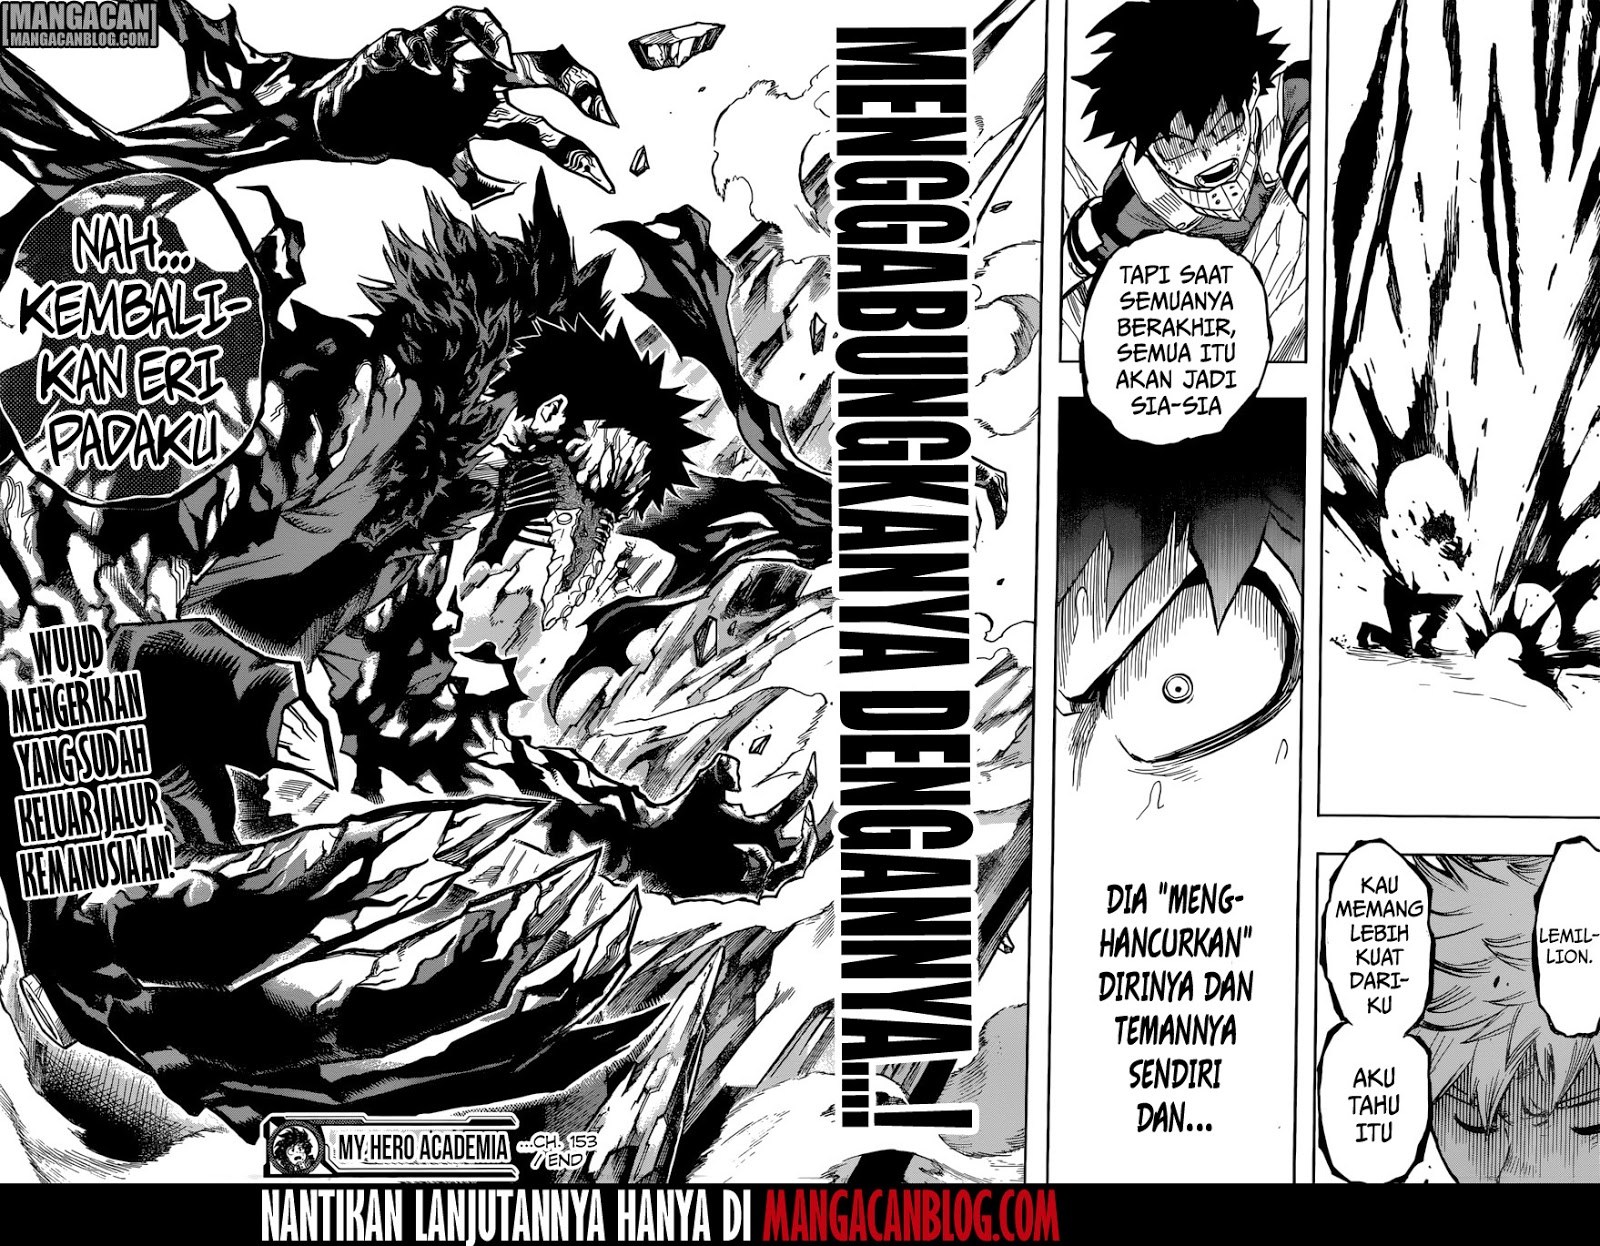 [MANGACAN]
MANGACANBLOG.COM
LEMIL-
LION.
KAU
MEMANG
LEBIH
KUAT
DARI-
KU
AKU
TAHU
ITU
TAPI SAAT
SEMUANYA
BERAKHIR,
SEMUA ITU
AKAN JADI
SIA-SIA
DIA "MENG-
HANCURKAN"
DIRINYA DAN
TEMANNYA
SENDIRI
DAN...
MENGGABUNGKANYA DENGANNYA...!!
NAH...
KEMBALI-
KAN ERI
PADAKU
WUJUD
MENGERIKAN
YANG SUDAH
KELUAR JALUR
KEMANUSIAAN!
MY HERO ACADEMIA
...CH. 153
/ END
NANTIKAN LANJUTANNYA HANYA DI MANGACANBLOG.COM